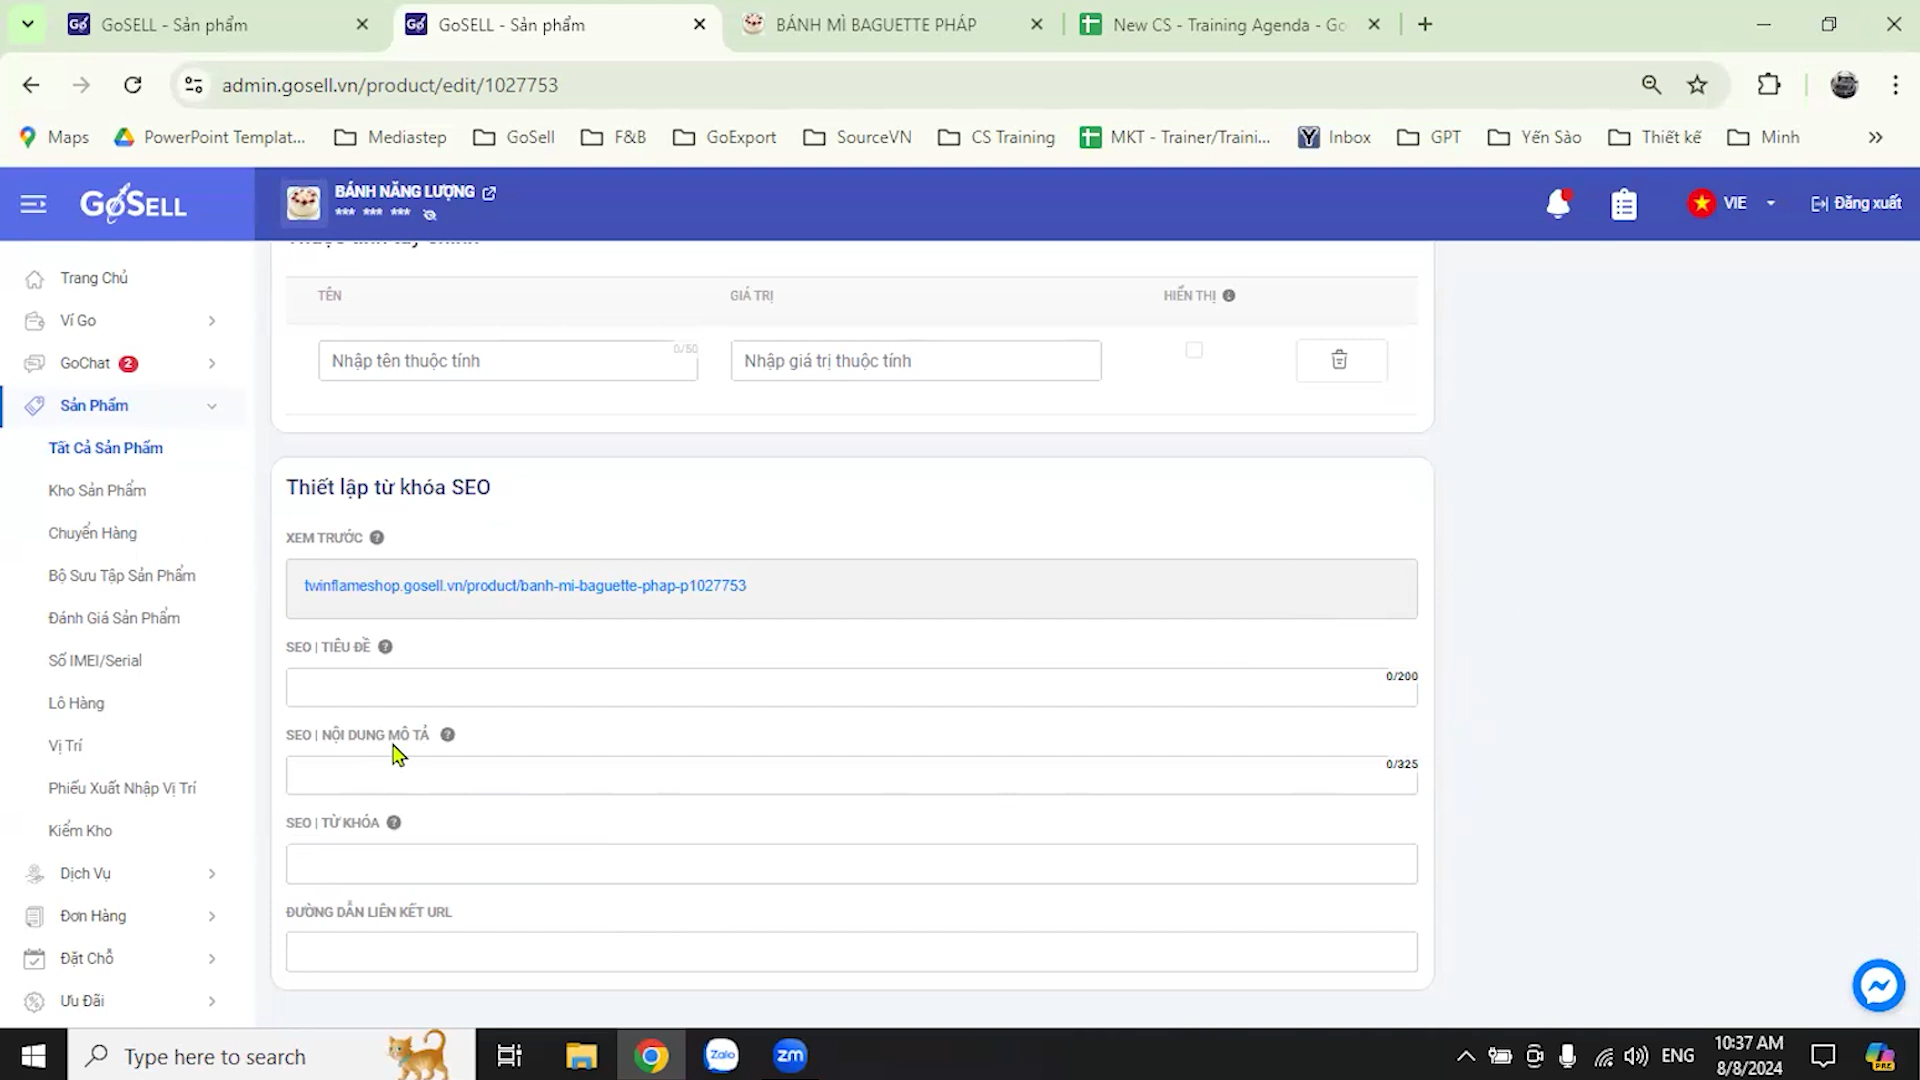 GoSELL - Sản phẩm
GoSELL - Sản phẩm
BÁNH MÌ BAGUETTE PHÁP
New CS - Training Agenda - Go
admin.gosell.vn/product/edit/1027753
Maps
PowerPoint Templat...
Mediastep
GoSell
F&B
GoExport
SourceVN
CS Training
MKT - Trainer/Traini...
Inbox
GPT
Yến Sào
Thiết kế
Minh
GoSELL
BÁNH NĂNG LƯỢNG
*** *** ***
VIE
Đăng xuất
Trang Chủ
Ví Go
GoChat 2
Sản Phẩm
Tất Cả Sản Phẩm
Kho Sản Phẩm
Chuyển Hàng
Bộ Sưu Tập Sản Phẩm
Đánh Giá Sản Phẩm
Số IMEI/Serial
Lô Hàng
Vị Trí
Phiếu Xuất Nhập Vị Trí
Kiểm Kho
Dịch Vụ
Đơn Hàng
Đặt Chỗ
Ưu Đãi
TÊN
GIÁ TRỊ
HIỂN THỊ
Nhập tên thuộc tính
0/50
Nhập giá trị thuộc tính
Thiết lập từ khóa SEO
XEM TRƯỚC
twinflameshop.gosell.vn/product/banh-mi-baguette-phap-p1027753
SEO | TIÊU ĐỀ
0/200
SEO | NỘI DUNG MÔ TẢ
0/325
SEO | TỪ KHÓA
ĐƯỜNG DẪN LIÊN KẾT URL
Type here to search
Zalo
zm
ENG
10:37 AM
8/8/2024
PRE